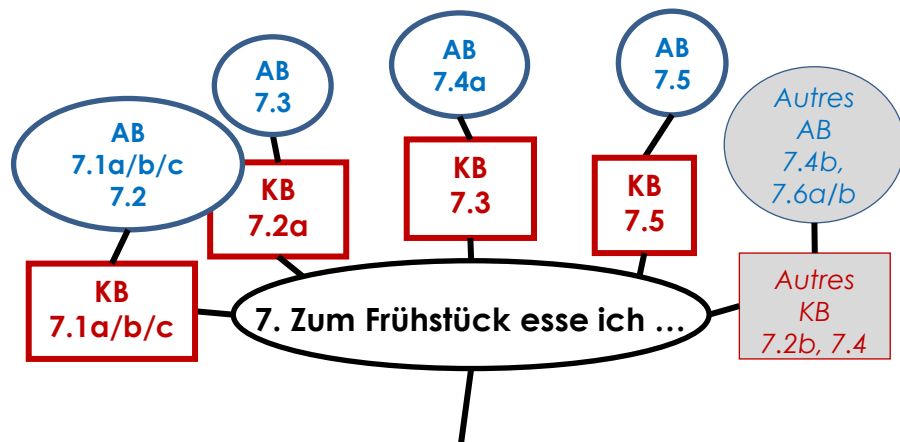 AB
7.1a/b/c
7.2
KB
7.1a/b/c
AB
7.3
KB
7.2a
AB
7.4a
KB
7.3
AB
7.5
KB
7.5
Autres
AB
7.4b,
7.6a/b
Autres
KB
7.2b, 7.4
7. Zum Frühstück esse ich …